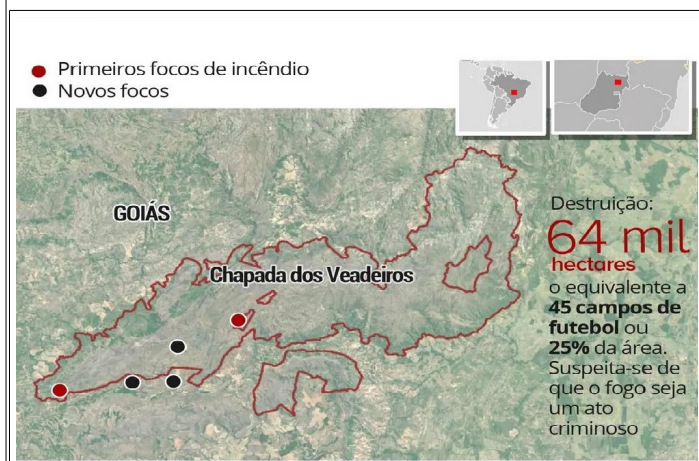 Primeiros focos de incêndio
Novos focos
GOIÁS
Chapada dos Veadeiros
Destruição:
64 mil
hectares
o equivalente a
45 campos de
futebol ou
25% da área.
Suspeita-se de
que o fogo seja
um ato
criminoso